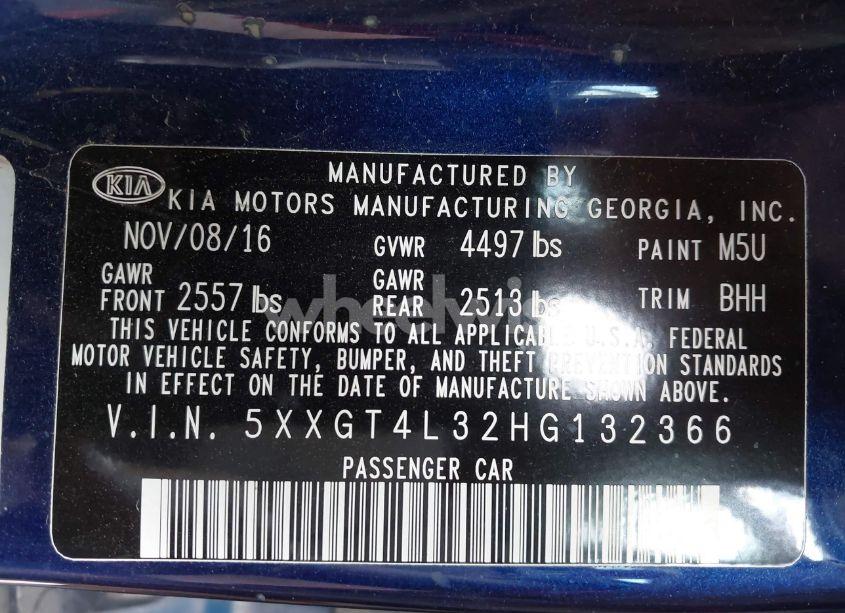 MANUFACTURED BY
KIA KIA MOTORS MANUFACTURING GEORGIA, INC.
NOV/08/16 GVWR 4497 lbs PAINT M5U
GAWR FRONT 2557 lbs GAWR REAR 2513 lbs TRIM BHH
THIS VEHICLE CONFORMS TO ALL APPLICABLE U.S.A. FEDERAL
MOTOR VEHICLE SAFETY, BUMPER, AND THEFT PREVENTION STANDARDS
IN EFFECT ON THE DATE OF MANUFACTURE SHOWN ABOVE.
V.I.N. 5XXGT4L32HG132366
PASSENGER CAR